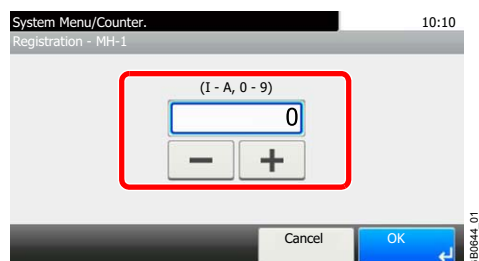 System Menu/Counter.
10:10
Registration - MH-1
(I - A, 0 - 9)
0
− +
Cancel
OK
B0644_01